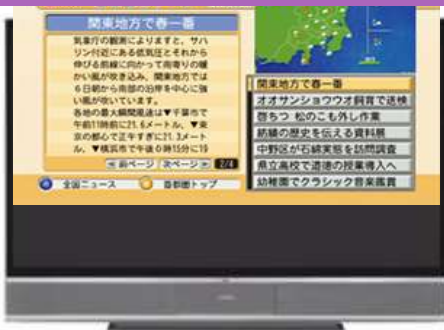 関東地方で春一番
気象庁の観測によりますと、サハ
リン付近にある低気圧とそれから
伸びる前線に向かって南寄りの暖
かい風が吹き込み、関東地方では
6日朝から南部の沿岸を中心に強
い風が吹いています。
各地の最大瞬間風速は▼千葉市で
午前11時前に21.6メートル、▼東
京の都心で正午すぎに21.3メート
ル、▼横浜市で午後0時15分に19
前ページ 次ページ 2/4
関東地方で春一番
オオサンショウウオ飼育で送検
啓ちつ 松のこも外し作業
紡績の歴史を伝える資料展
中野区が石綿実態を訪問調査
県立高校で道徳の授業導入へ
幼稚園でクラシック音楽鑑賞
全国ニュース 首都圏トップ